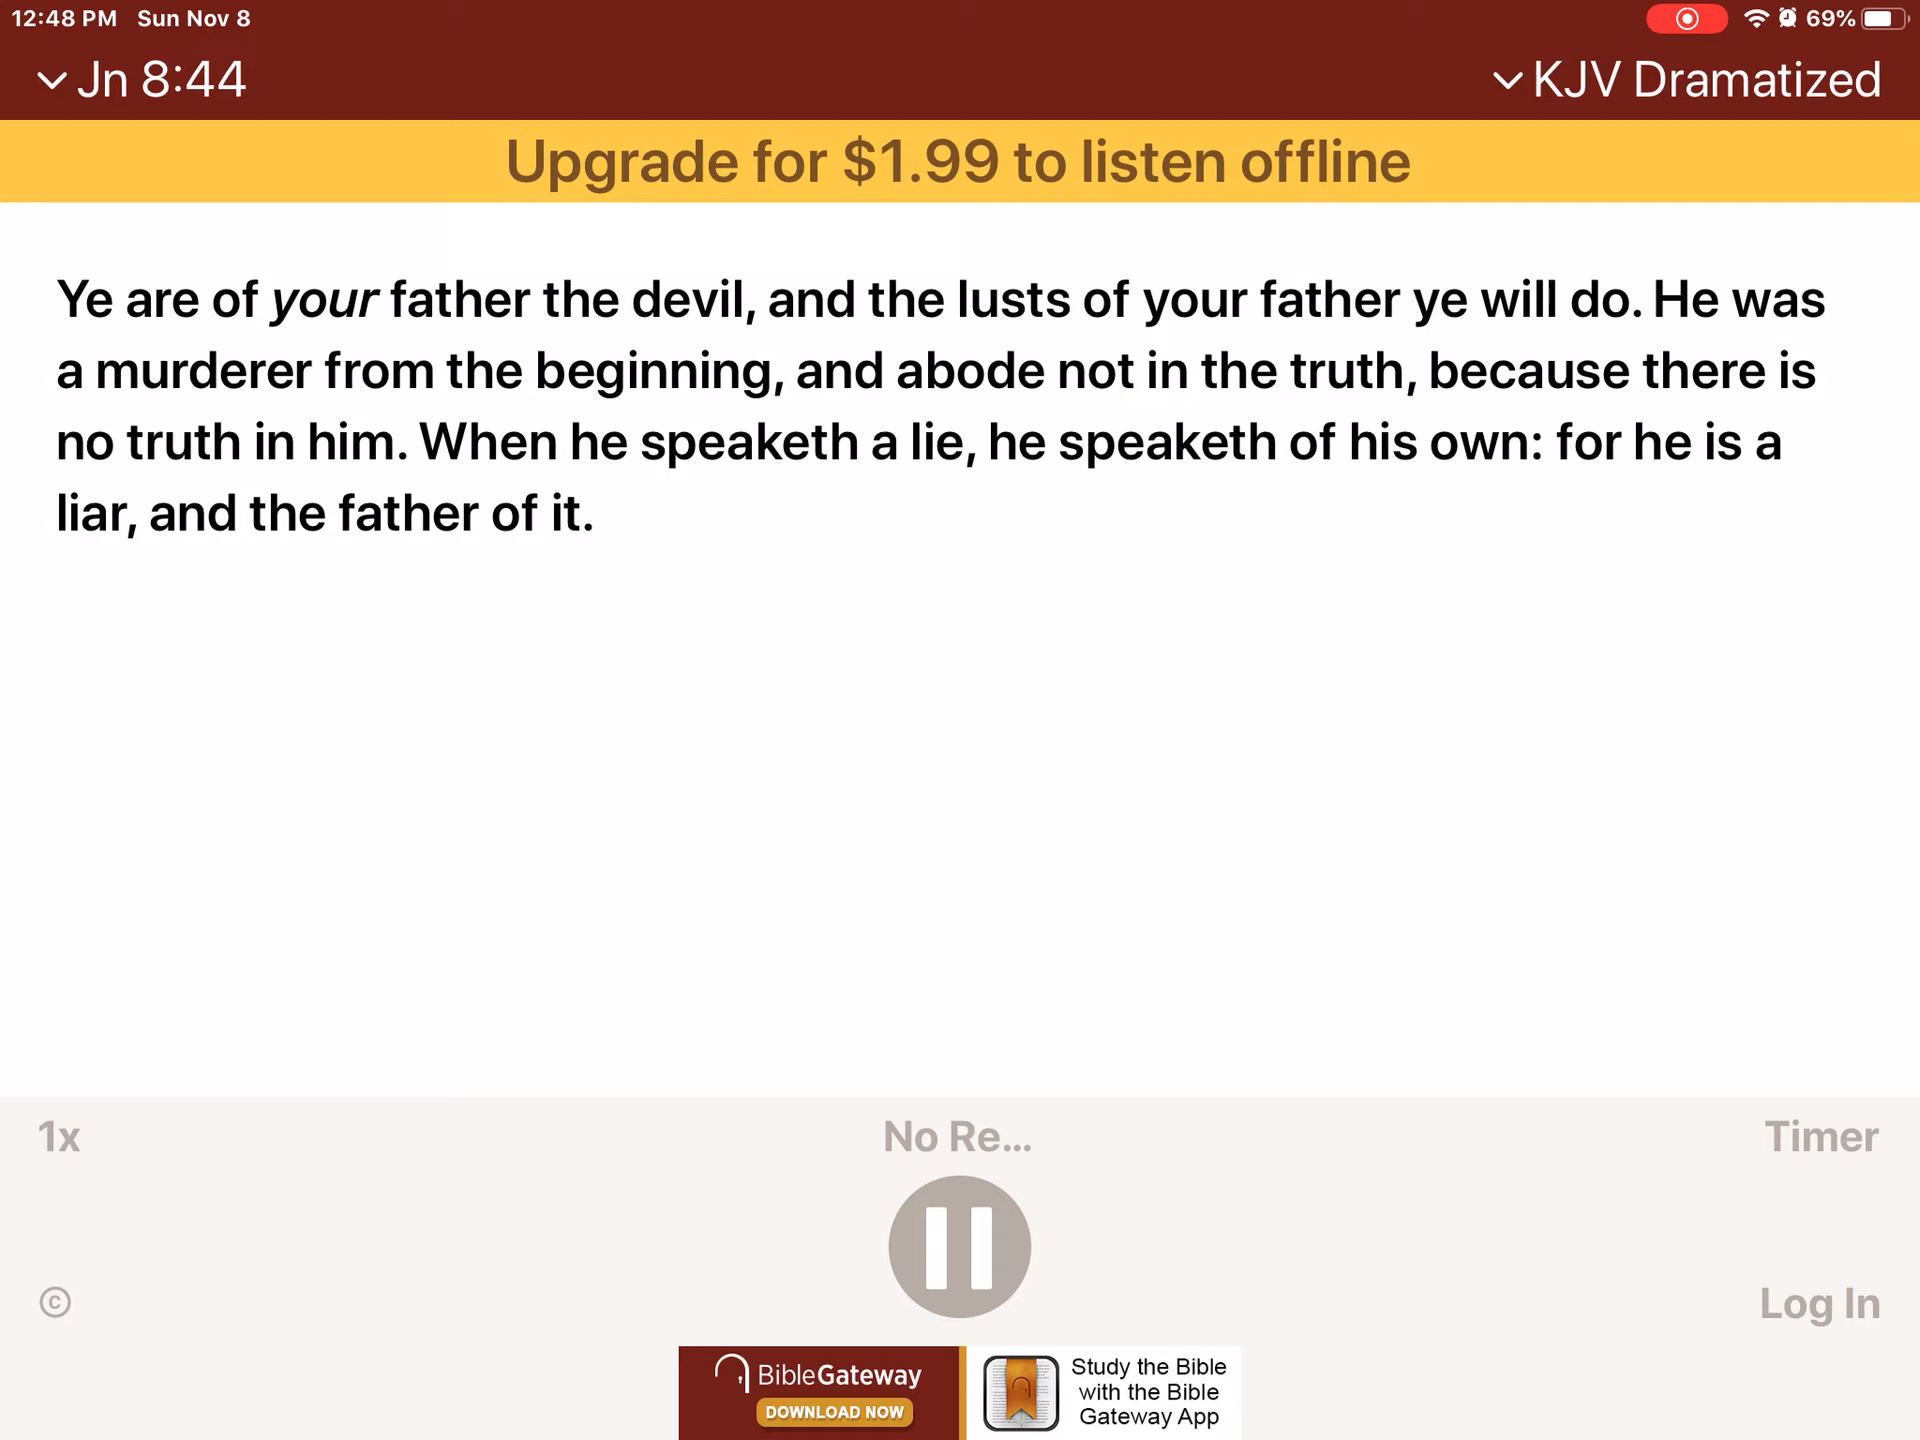 12:48 PM Sun Nov 8 69%
Jn 8:44 KJV Dramatized
Upgrade for $1.99 to listen offline
Ye are of your father the devil, and the lusts of your father ye will do. He was
a murderer from the beginning, and abode not in the truth, because there is
no truth in him. When he speaketh a lie, he speaketh of his own: for he is a
liar, and the father of it.
1x No Re... Timer
© Log In
BibleGateway
DOWNLOAD NOW
Study the Bible
with the Bible
Gateway App